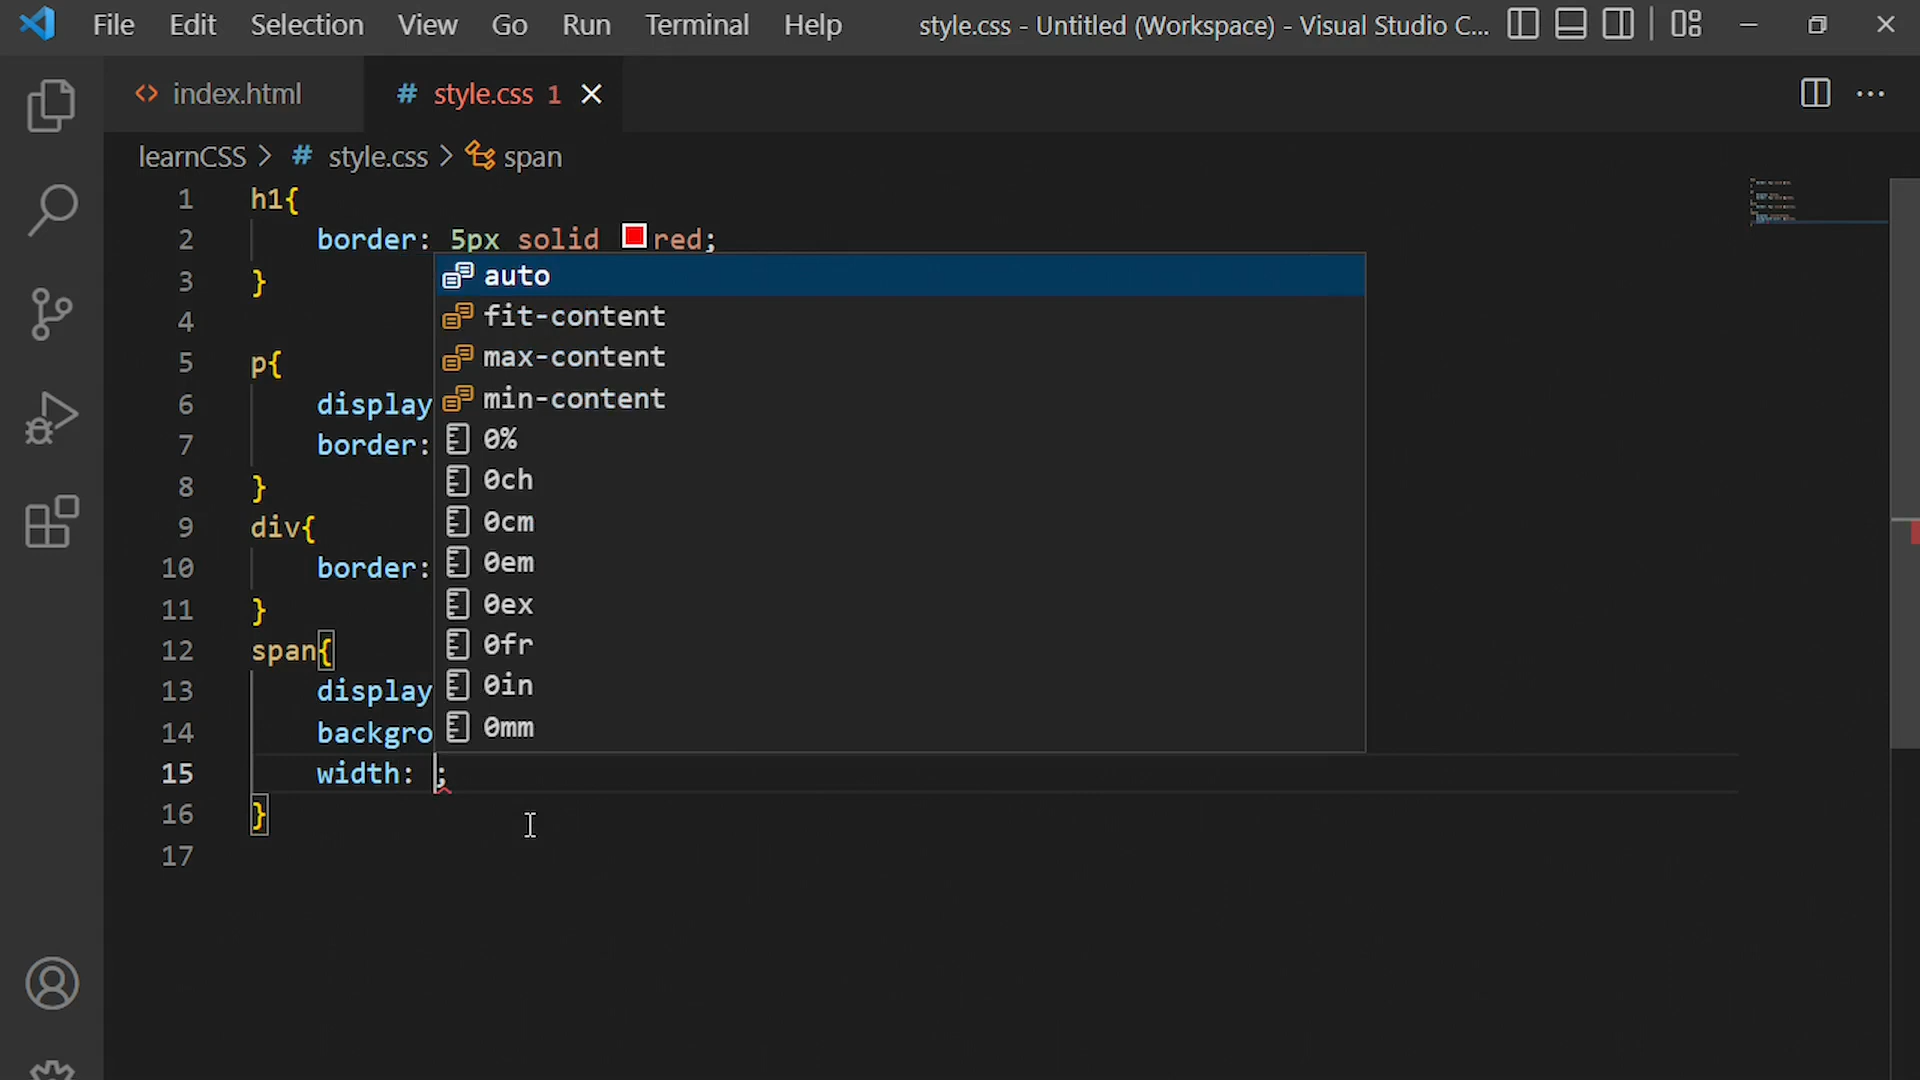 File Edit Selection View Go Run Terminal Help style.css - Untitled (Workspace) - Visual Studio C...
index.html # style.css 1
learnCSS > # style.css > span
1 h1{
2 border: 5px solid red;
3 }
4
5 p{
6 display
7 border:
8 }
9 div{
10 border:
11 }
12 span{
13 display
14 backgro
15 width: ;
16 }
17
auto
fit-content
max-content
min-content
0%
0ch
0cm
0em
0ex
0fr
0in
0mm